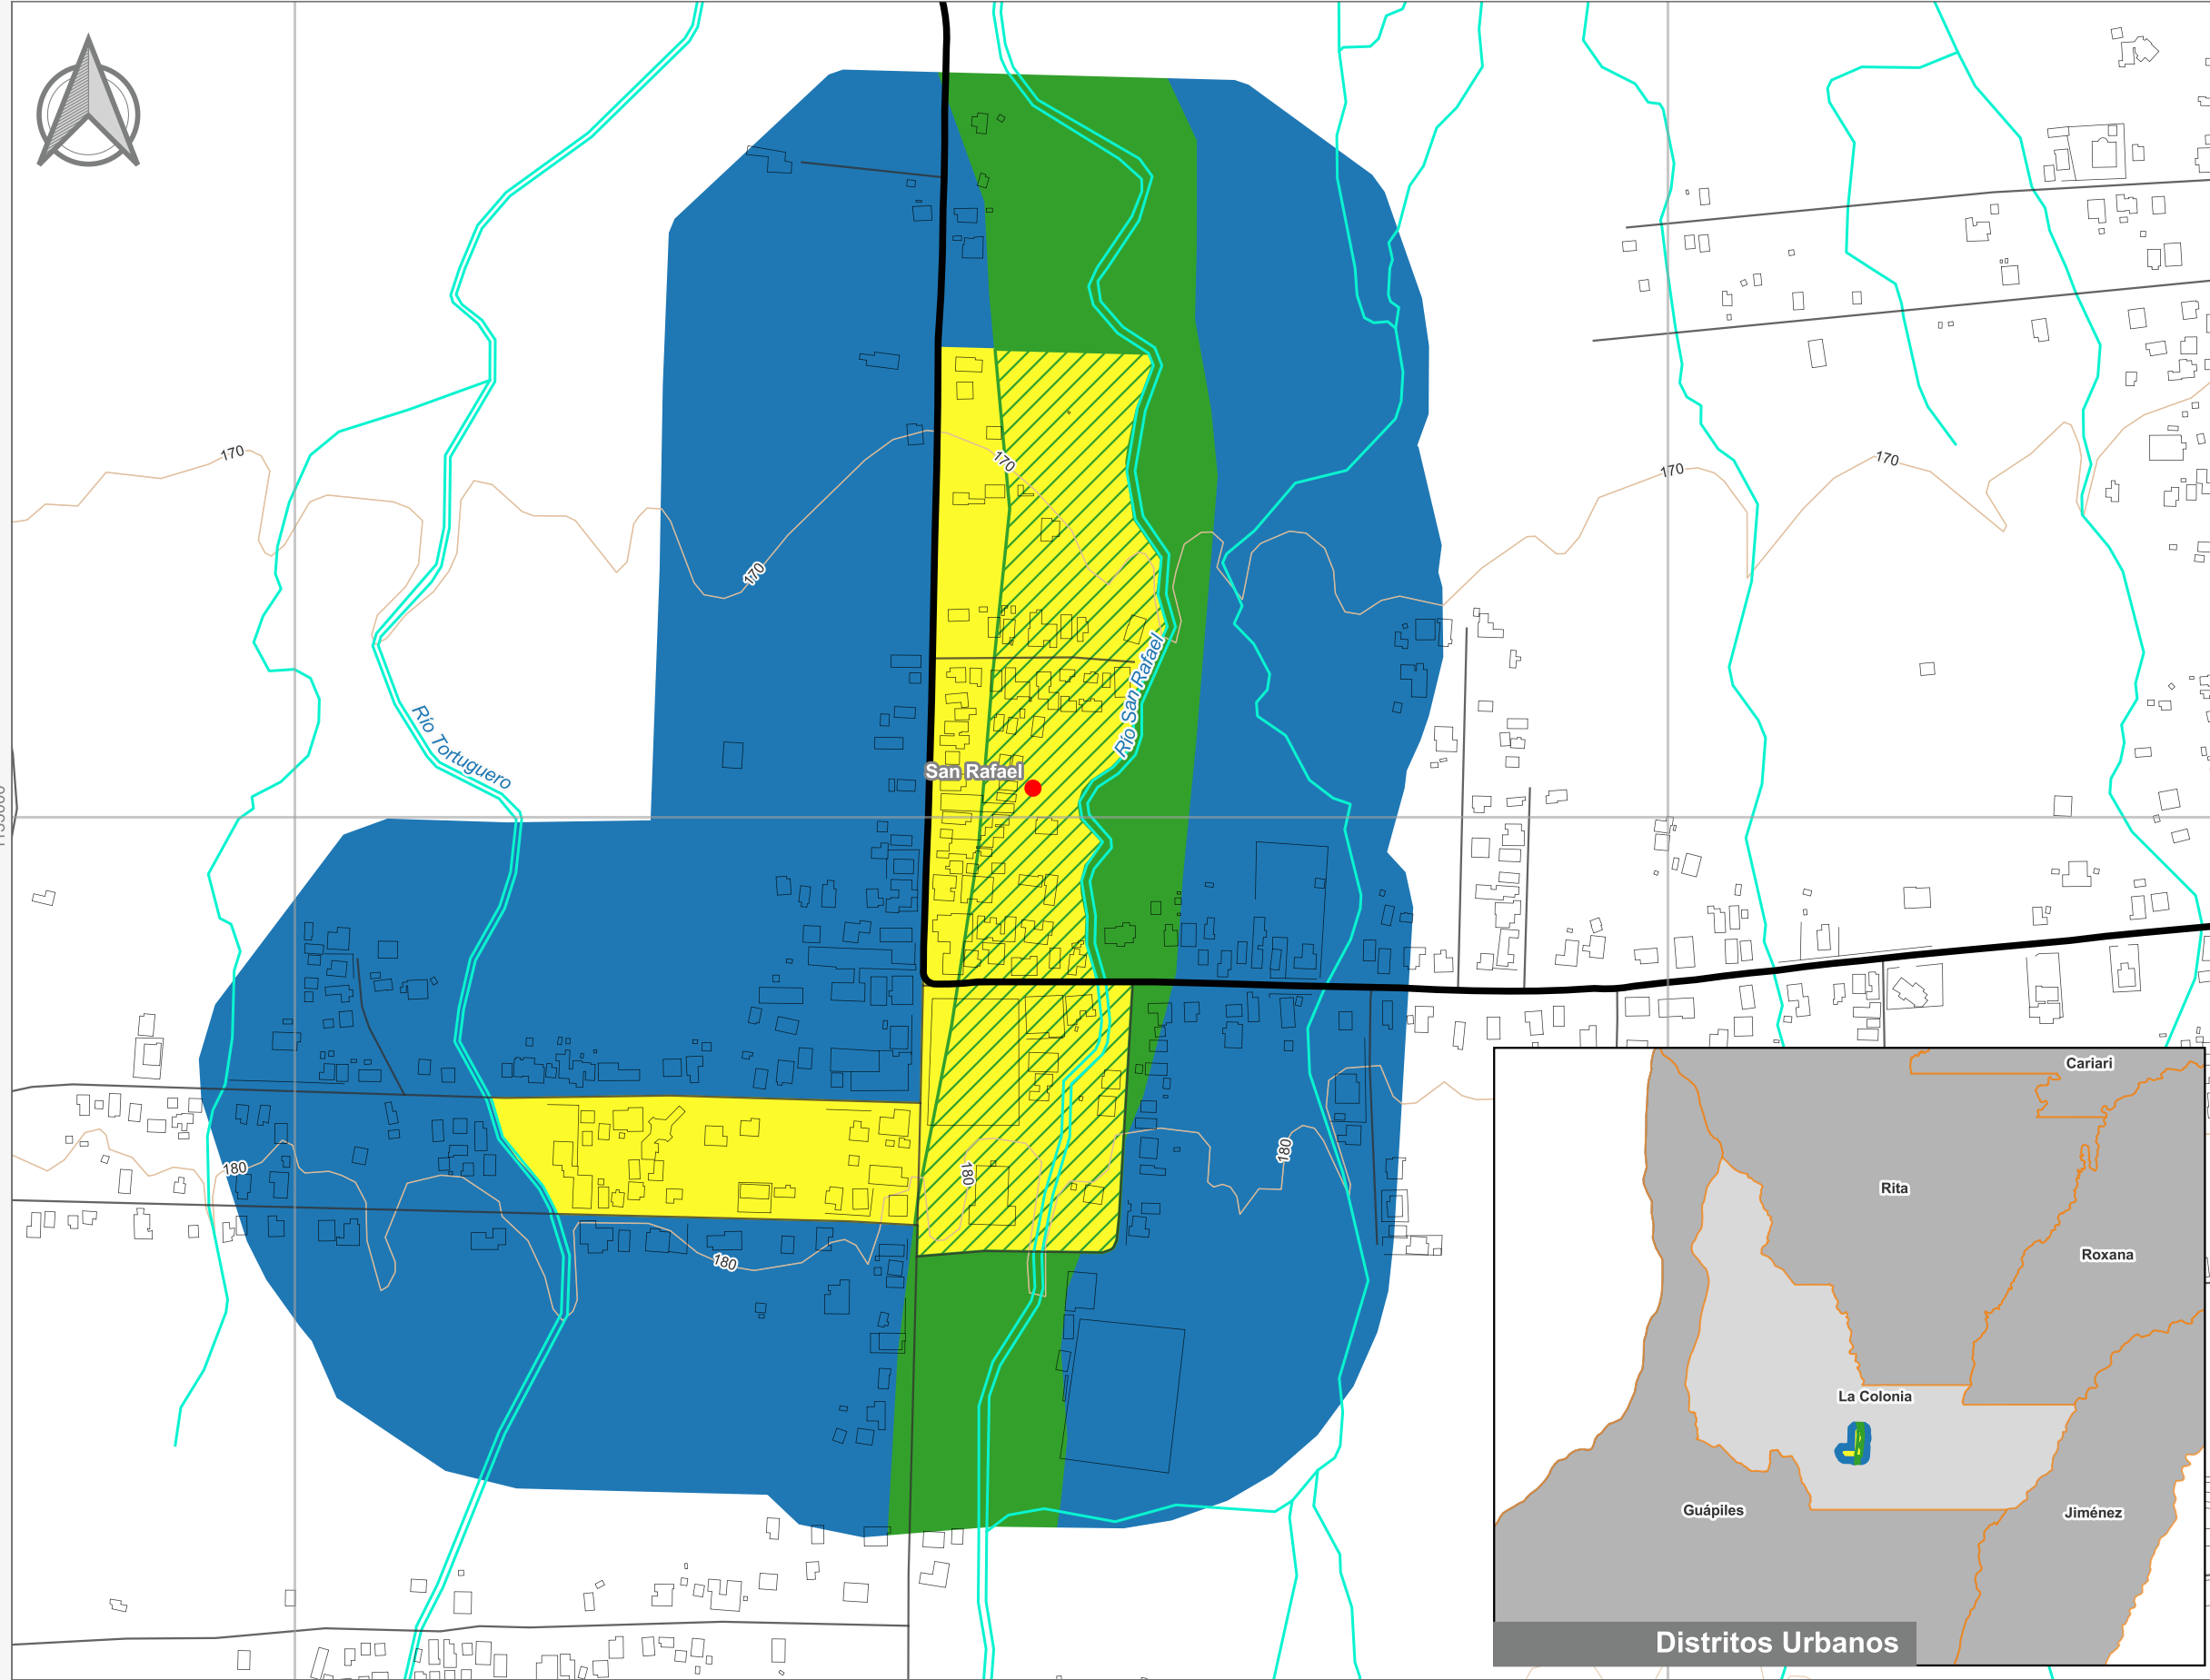 170
170
170
170
170
Río San Rafael
Río Tortuguero
San Rafael
180
180
180
180
Cariari
Rita
Roxana
La Colonia
Guápiles
Jiménez
Distritos Urbanos